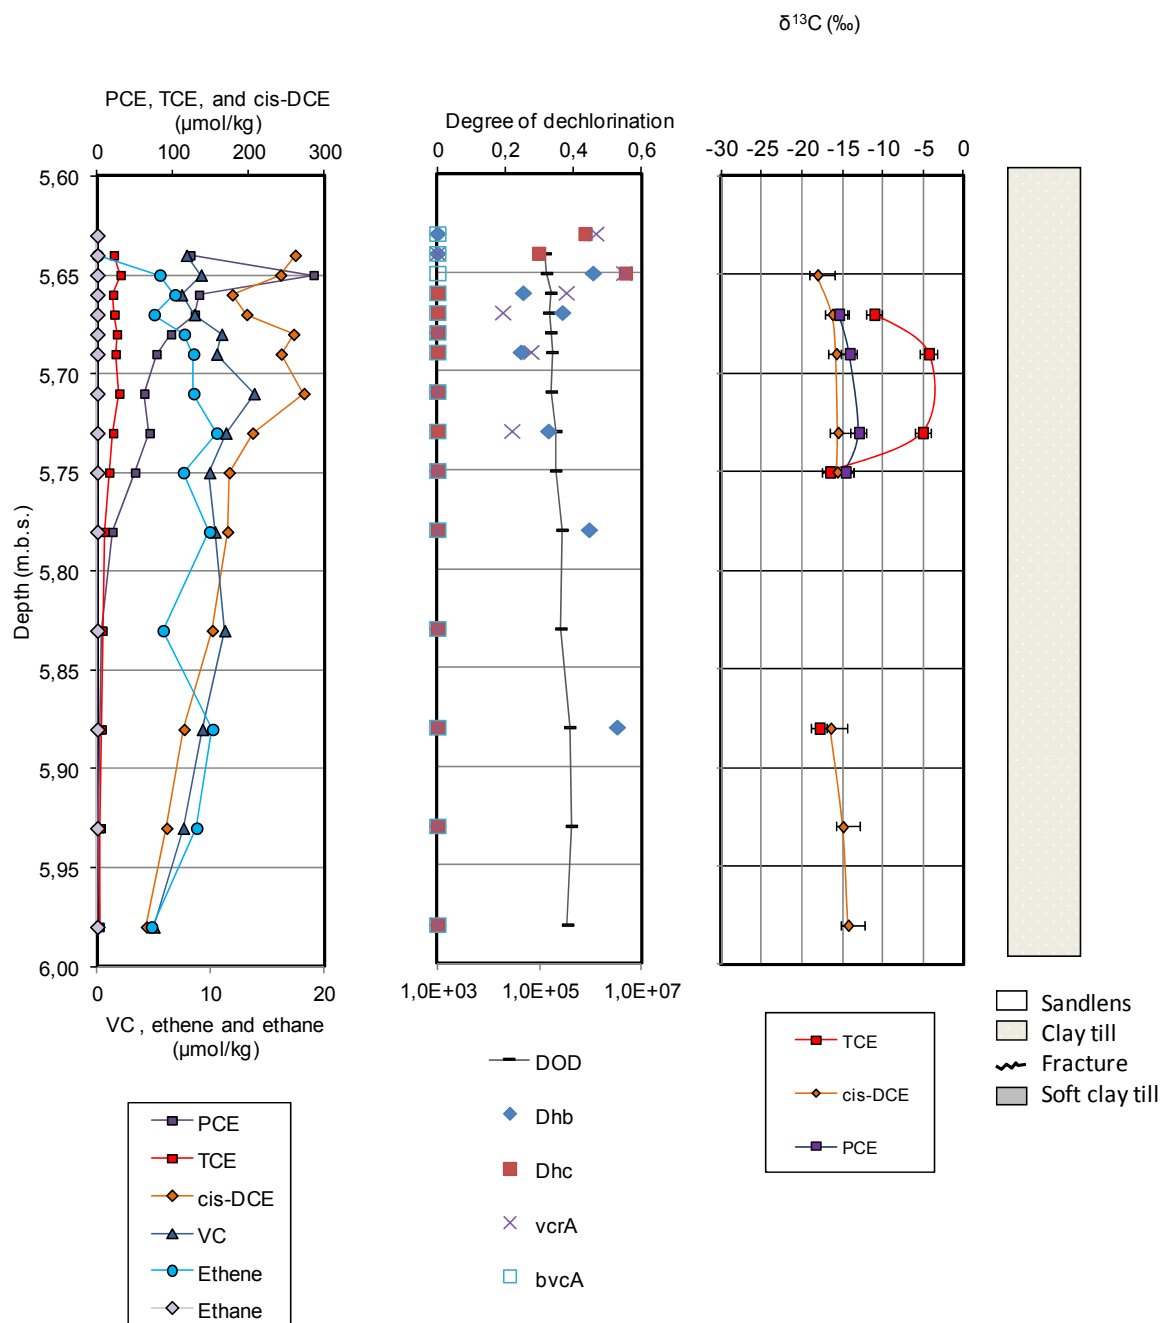 δ¹³C (‰)
PCE, TCE, and cis-DCE
(µmol/kg)
0 100 200 300
Degree of dechlorination
0 0,2 0,4 0,6
-30 -25 -20 -15 -10 -5 0
5,60
5,65
5,70
5,75
5,80
5,85
5,90
5,95
6,00
Depth (m.b.s.)
0 10 20
VC , ethene and ethane
(µmol/kg)
1,0E+03 1,0E+05 1,0E+07
PCE
TCE
cis-DCE
VC
Ethene
Ethane
DOD
Dhb
Dhc
vcrA
bvcA
TCE
cis-DCE
PCE
Sandlens
Clay till
Fracture
Soft clay till